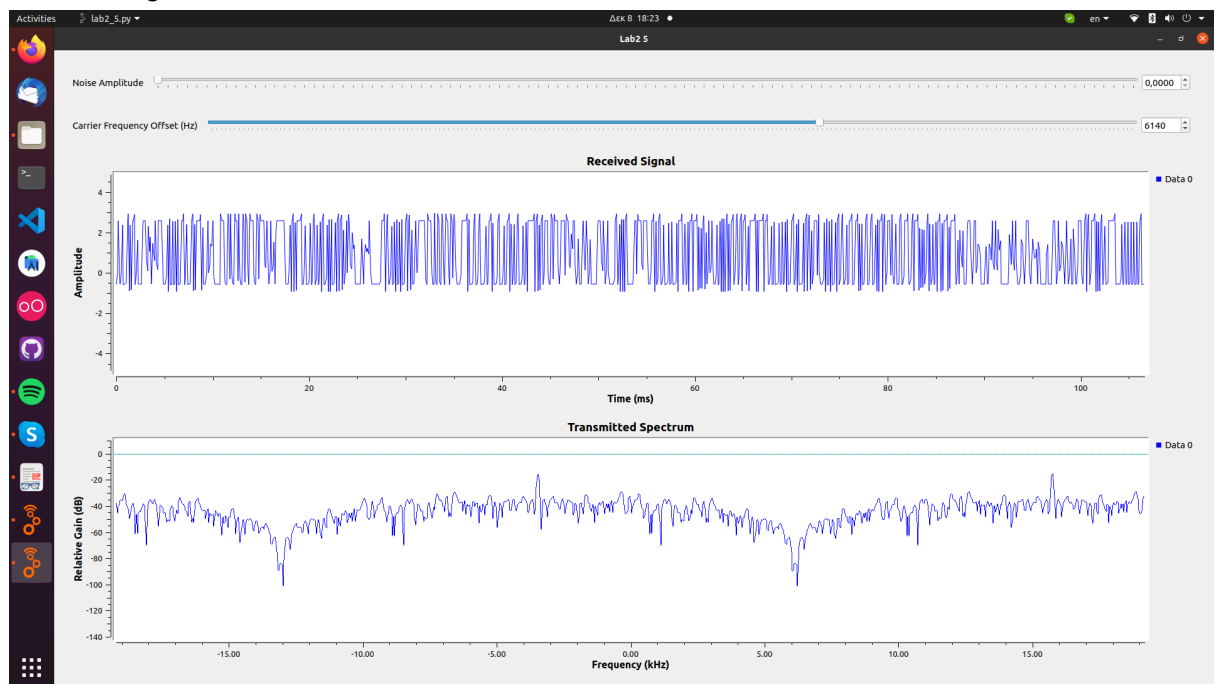 Activities lab2_5.py Δεκ 8 18:23 en
Lab2 5
Noise Amplitude 0,0000
Carrier Frequency Offset (Hz) 6140
Received Signal
Data 0
4
2
0
-2
-4
Amplitude
0 20 40 60 80 100
Time (ms)
Transmitted Spectrum
Data 0
0
-20
-40
-60
-80
-100
-120
-140
Relative Gain (dB)
-15.00 -10.00 -5.00 0.00 5.00 10.00 15.00
Frequency (kHz)